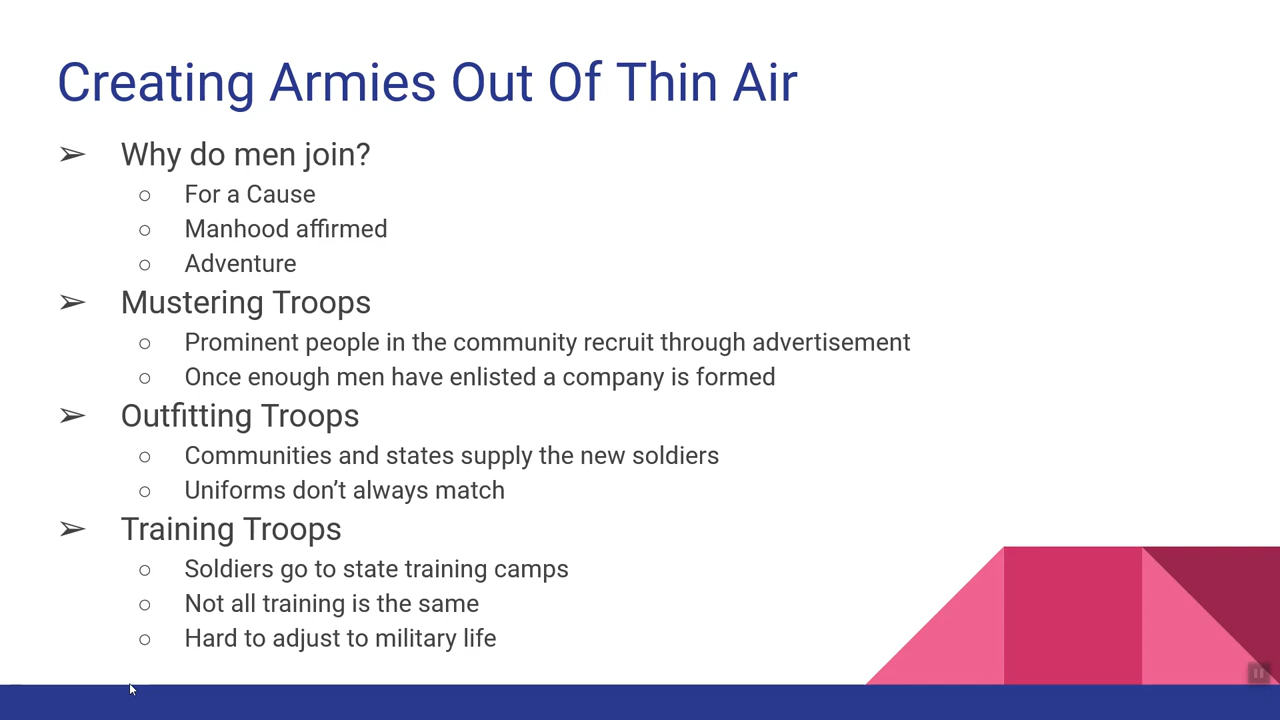 Creating Armies Out Of Thin Air
➢ Why do men join?
○ For a Cause
○ Manhood affirmed
○ Adventure
➢ Mustering Troops
○ Prominent people in the community recruit through advertisement
○ Once enough men have enlisted a company is formed
➢ Outfitting Troops
○ Communities and states supply the new soldiers
○ Uniforms don’t always match
➢ Training Troops
○ Soldiers go to state training camps
○ Not all training is the same
○ Hard to adjust to military life